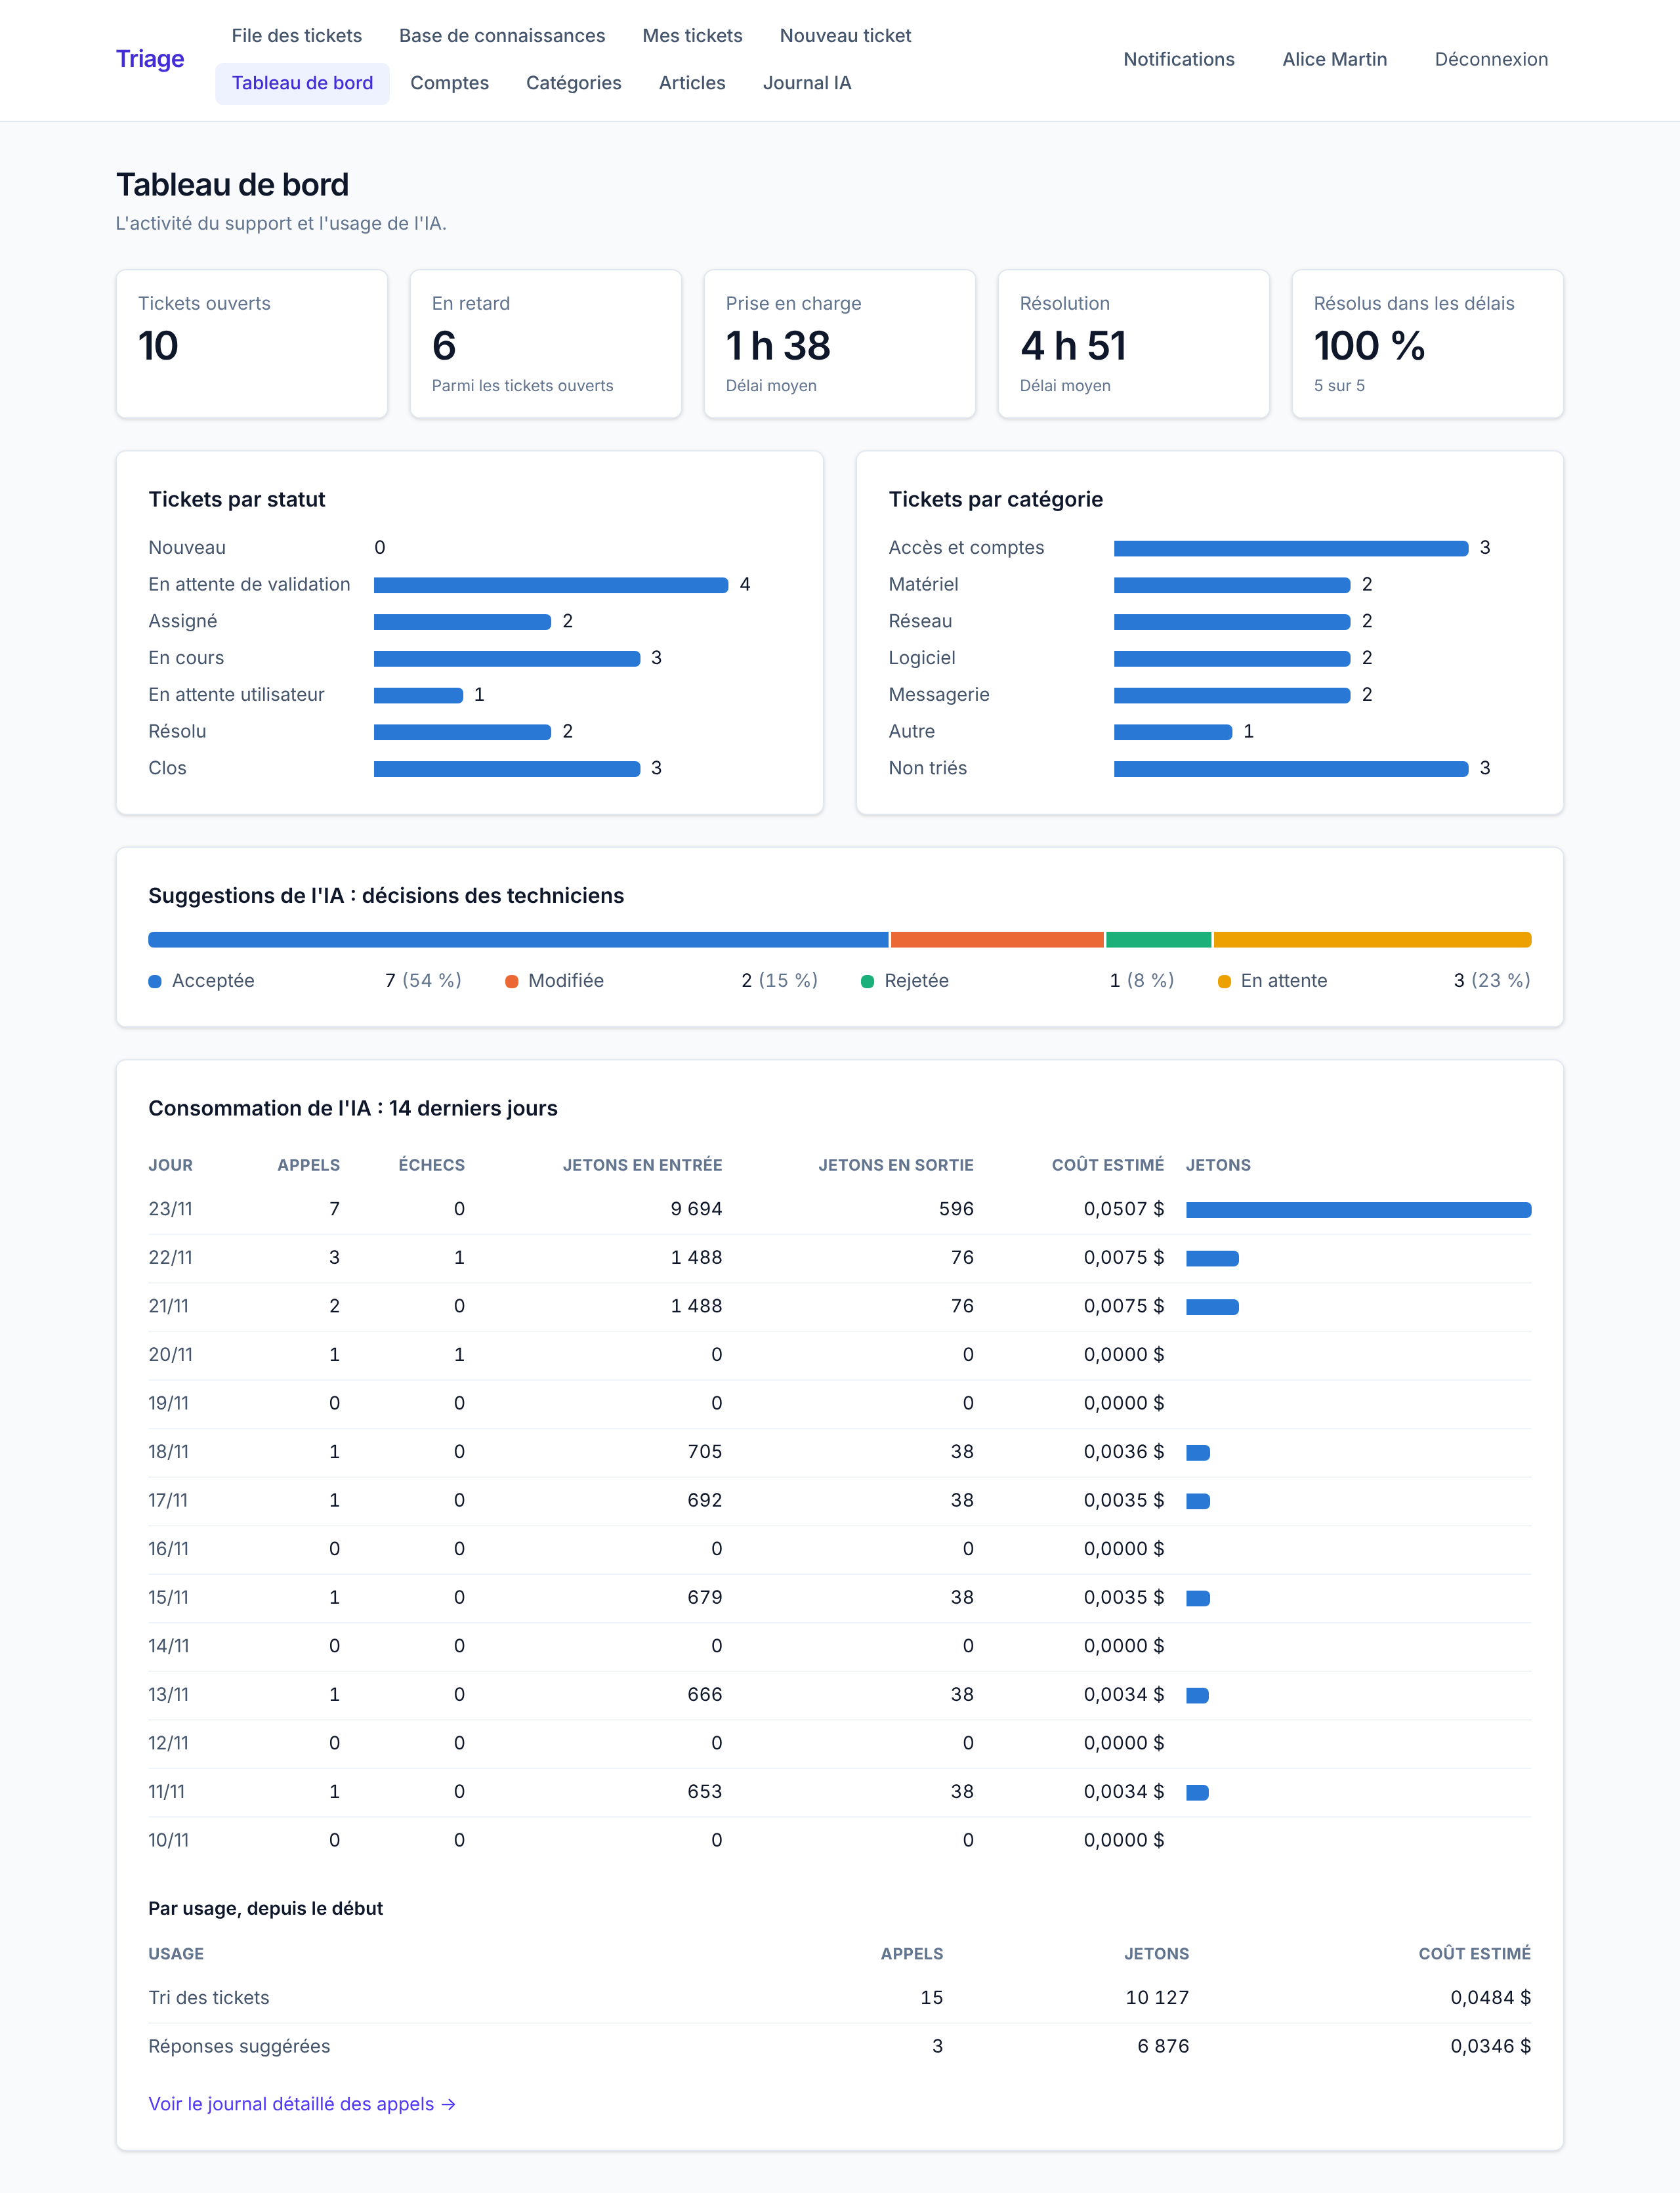 Triage
File des tickets Base de connaissances Mes tickets Nouveau ticket
Tableau de bord Comptes Catégories Articles Journal IA
Notifications Alice Martin Déconnexion
Tableau de bord
L'activité du support et l'usage de l'IA.
Tickets ouverts
10
En retard
6
Parmi les tickets ouverts
Prise en charge
1 h 38
Délai moyen
Résolution
4 h 51
Délai moyen
Résolus dans les délais
100 %
5 sur 5
Tickets par statut
Nouveau 0
En attente de validation 4
Assigné 2
En cours 3
En attente utilisateur 1
Résolu 2
Clos 3
Tickets par catégorie
Accès et comptes 3
Matériel 2
Réseau 2
Logiciel 2
Messagerie 2
Autre 1
Non triés 3
Suggestions de l'IA : décisions des techniciens
Acceptée 7 (54 %) Modifiée 2 (15 %) Rejetée 1 (8 %) En attente 3 (23 %)
Consommation de l'IA : 14 derniers jours
JOUR APPELS ÉCHECS JETONS EN ENTRÉE JETONS EN SORTIE COÛT ESTIMÉ JETONS
23/11 7 0 9 694 596 0,0507 $
22/11 3 1 1 488 76 0,0075 $
21/11 2 0 1 488 76 0,0075 $
20/11 1 1 0 0 0,0000 $
19/11 0 0 0 0 0,0000 $
18/11 1 0 705 38 0,0036 $
17/11 1 0 692 38 0,0035 $
16/11 0 0 0 0 0,0000 $
15/11 1 0 679 38 0,0035 $
14/11 0 0 0 0 0,0000 $
13/11 1 0 666 38 0,0034 $
12/11 0 0 0 0 0,0000 $
11/11 1 0 653 38 0,0034 $
10/11 0 0 0 0 0,0000 $
Par usage, depuis le début
USAGE APPELS JETONS COÛT ESTIMÉ
Tri des tickets 15 10 127 0,0484 $
Réponses suggérées 3 6 876 0,0346 $
Voir le journal détaillé des appels →